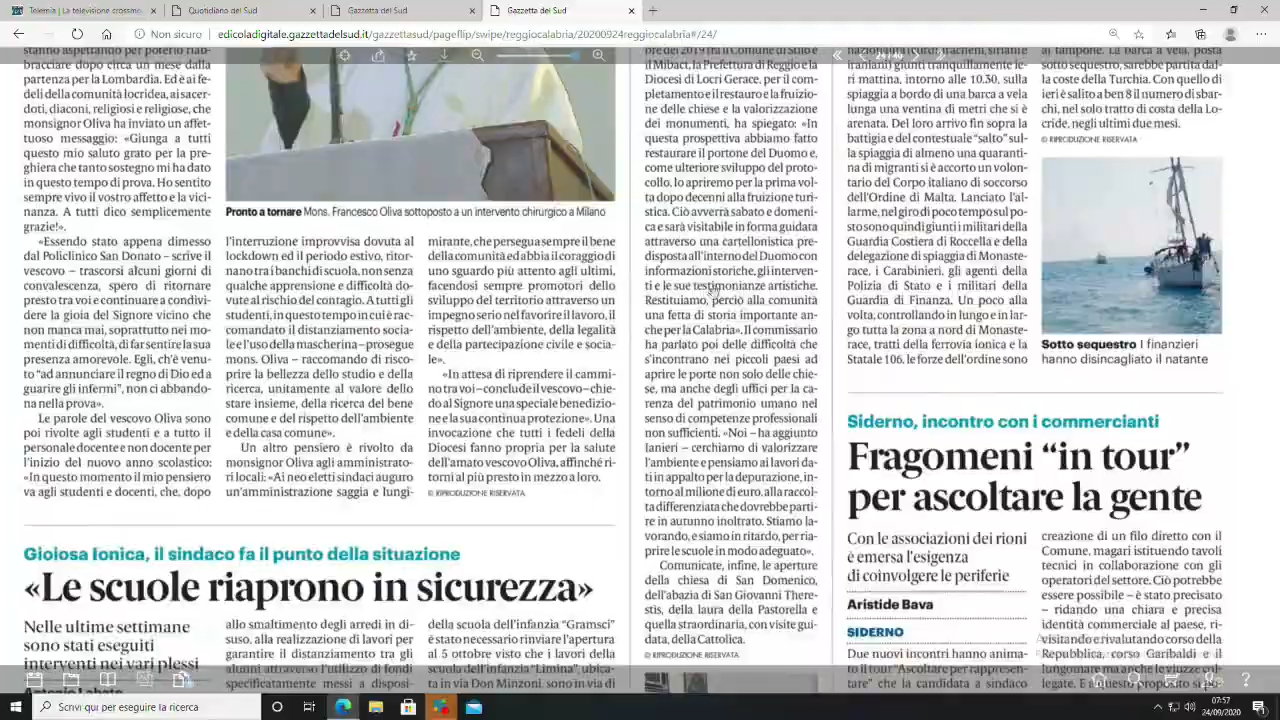 Telemia | La televisione crossme
Quotidiano del Sud
Gazzetta del Sud
Gazzetta del Sud
Non sicuro | edicoladigitale.gazzettadelsud.it/gazzettasud/pageflip/swipe/reggiocalabria/20200924reggiocalabria#/24/
stanno aspettando per poterlo riab-
bracciare dopo circa un mese dalla
partenza per la Lombardia. Ed è ai fe-
deli della comunità locridea, ai sacer-
doti, diaconi, religiosi e religiose, che
monsignor Oliva ha inviato un affet-
tuoso messaggio: «Giunga a tutti
questo mio saluto grato per la pre-
ghiera che tanto sostegno mi ha dato
in questo tempo di prova. Ho sentito
sempre vivo il vostro affetto e la vici-
nanza. A tutti dico semplicemente
grazie!».
«Essendo stato appena dimesso
dal Policlinico San Donato – scrive il
vescovo – trascorsi alcuni giorni di
convalescenza, spero di ritornare
presto tra voi e continuare a condivi-
dere la gioia del Signore vicino che
non manca mai, soprattutto nei mo-
menti di difficoltà, di far sentire la sua
presenza amorevole. Egli, ch'è venu-
to “ad annunciare il regno di Dio ed a
guarire gli infermi”, non ci abbando-
na nella prova».
Le parole del vescovo Oliva sono
poi rivolte agli studenti e a tutto il
personale docente e non docente per
l'inizio del nuovo anno scolastico:
«In questo momento il mio pensiero
va agli studenti e docenti, che, dopo
Pronto a tornare Mons. Francesco Oliva sottoposto a un intervento chirurgico a Milano
l'interruzione improvvisa dovuta al
lockdown ed il periodo estivo, ritor-
nano tra i banchi di scuola, non senza
qualche apprensione e difficoltà do-
vute al rischio del contagio. A tutti gli
studenti, in questo tempo in cui è rac-
comandato il distanziamento socia-
le e l'uso della mascherina – prosegue
mons. Oliva – raccomando di risco-
prire la bellezza dello studio e della
ricerca, unitamente al valore dello
stare insieme, della ricerca del bene
comune e del rispetto dell'ambiente
e della casa comune».
Un altro pensiero è rivolto da
monsignor Oliva agli amministrato-
ri locali: «Ai neo eletti sindaci auguro
un'amministrazione saggia e lungi-
mirante, che persegua sempre il bene
della comunità ed abbia il coraggio di
uno sguardo più attento agli ultimi,
facendosi sempre promotori dello
sviluppo del territorio attraverso un
impegno serio nel favorire il lavoro, il
rispetto dell'ambiente, della legalità
e della partecipazione civile e socia-
le».
«In attesa di riprendere il cammi-
no tra voi – conclude il vescovo – chie-
do al Signore una speciale benedizio-
ne e la sua continua protezione». Una
invocazione che tutti i fedeli della
Diocesi fanno propria per la salute
dell'amato vescovo Oliva, affinché ri-
torni al più presto in mezzo a loro.
© RIPRODUZIONE RISERVATA
Gioiosa Ionica, il sindaco fa il punto della situazione
«Le scuole riaprono in sicurezza»
Nelle ultime settimane
sono stati eseguiti
interventi nei vari plessi
allo smaltimento degli arredi in di-
suso, alla realizzazione di lavori per
garantire il distanziamento tra gli
alunni attraverso l'utilizzo di fondi
specificatamente messi a disposi-
della scuola dell'infanzia “Gramsci”
è stato necessario rinviare l'apertura
al 5 ottobre visto che i lavori della
scuola dell'infanzia “Limina”, ubica-
ta in via Don Minzoni, sono in via di
pre del 2019 tra il Comune di Stilo e
il Mibact, la Prefettura di Reggio e la
Diocesi di Locri Gerace, per il com-
pletamento e il restauro e la fruizio-
ne delle chiese e la valorizzazione
dei monumenti, ha spiegato: «In
questa prospettiva abbiamo fatto
restaurare il portone del Duomo e,
come ulteriore sviluppo del proto-
collo, lo apriremo per la prima vol-
ta dopo decenni alla fruizione turi-
stica. Ciò avverrà sabato e domeni-
ca e sarà visitabile in forma guidata
attraverso una cartellonistica pre-
disposta all'interno del Duomo con
informazioni storiche, gli interven-
ti e le sue testimonianze artistiche.
Restituiamo, perciò alla comunità
una fetta di storia importante an-
che per la Calabria». Il commissario
ha parlato poi delle difficoltà che
s'incontrano nei piccoli paesi ad
aprire le porte non solo delle chie-
se, ma anche degli uffici per la ca-
renza del patrimonio umano nel
senso di competenze professionali
non sufficienti. «Noi – ha aggiunto
Ianieri – cerchiamo di valorizzare
l'ambiente e pensiamo ai lavori da-
ti in appalto per la depurazione, in-
torno al milione di euro, alla raccol-
ta differenziata che dovrebbe parti-
re in autunno inoltrato. Stiamo la-
vorando, e siamo in ritardo, per ria-
prire le scuole in modo adeguato».
Comunicate, infine, le aperture
della chiesa di San Domenico,
dell'abazia di San Giovanni There-
stis, della laura della Pastorella e
quella straordinaria, con visite gui-
data, della Cattolica.
© RIPRODUZIONE RISERVATA
iraniani) giunti tranquillamente ie-
ri mattina, intorno alle 10.30, sulla
spiaggia a bordo di una barca a vela
lunga una ventina di metri che si è
arenata. Del loro arrivo fin sopra la
battigia e del contestuale “salto” sul-
la spiaggia di almeno una quaranti-
na di migranti si è accorto un volon-
tario del Corpo italiano di soccorso
dell'Ordine di Malta. Lanciato l'al-
larme, nel giro di poco tempo sul po-
sto sono quindi giunti i militari della
Guardia Costiera di Roccella e della
delegazione di spiaggia di Monaste-
race, i Carabinieri, gli agenti della
Polizia di Stato e i militari della
Guardia di Finanza. Un poco alla
volta, controllando in lungo e in lar-
go tutta la zona a nord di Monaste-
race, tratti della ferrovia ionica e la
Statale 106, le forze dell'ordine sono
al tampone. La barca a vela, posta
sotto sequestro, sarebbe partita dal-
la coste della Turchia. Con quello di
ieri è salito a ben 8 il numero di sbar-
chi, nel solo tratto di costa della Lo-
cride, negli ultimi due mesi.
© RIPRODUZIONE RISERVATA
Sotto sequestro I finanzieri
hanno disincagliato il natante
Siderno, incontro con i commercianti
Fragomeni “in tour”
per ascoltare la gente
Con le associazioni dei rioni
è emersa l'esigenza
di coinvolgere le periferie
Aristide Bava
SIDERNO
Due nuovi incontri hanno anima-
to il tour “Ascoltare per rappresen-
tare” che la candidata a sindaco
creazione di un filo diretto con il
Comune, magari istituendo tavoli
tecnici in collaborazione con gli
operatori del settore. Ciò potrebbe
essere possibile – è stato precisato
– ridando una chiara e precisa
identità commerciale al paese, ri-
visitando e rivalutando corso della
Repubblica, corso Garibaldi e il
lungomare ma anche le viuzze col-
legate. E a questo proposito si
Scrivi qui per eseguire la ricerca
07:57
24/09/2020